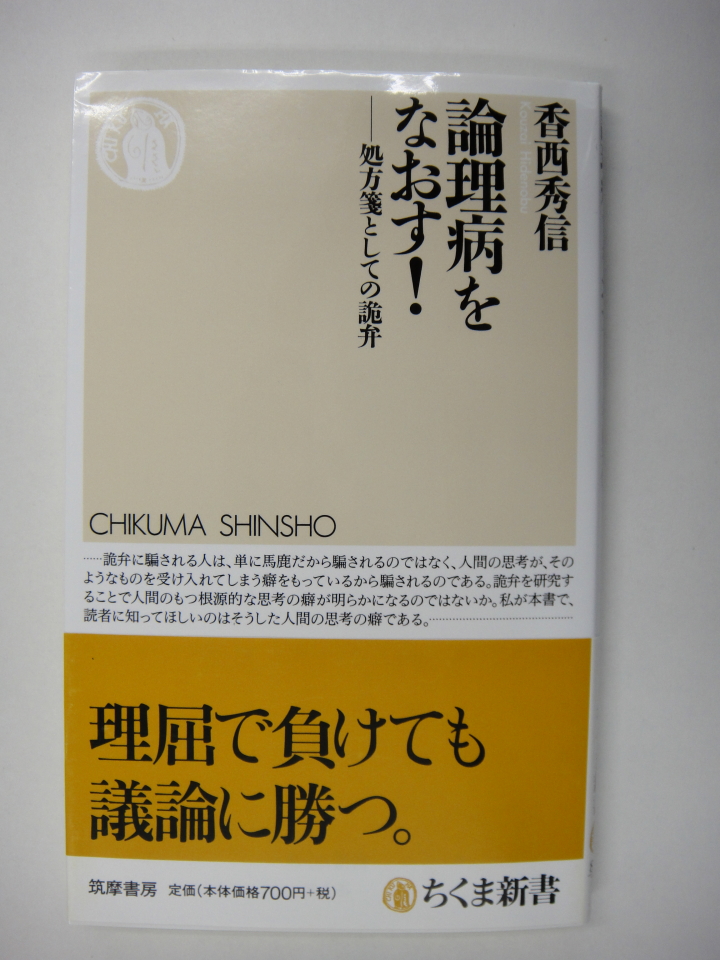 香西秀信
Kouzai Hidenobu
論理病を
なおす!
──処方箋としての詭弁
CHIKUMA SHINSHO
……詭弁に騙される人は、単に馬鹿だから騙されるのではなく、人間の思考が、その
ようなものを受け入れてしまう癖をもっているから騙されるのである。詭弁を研究す
ることで人間のもつ根源的な思考の癖が明らかになるのではないか。私が本書で、
読者に知ってほしいのはそうした人間の思考の癖である。……………………………
理屈で負けても
議論に勝つ。
筑摩書房 定価(本体価格700円+税)
ちくま新書